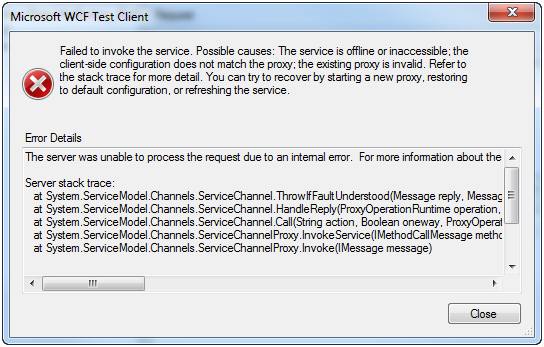 Microsoft WCF Test Client
Failed to invoke the service. Possible causes: The service is offline or inaccessible; the
client-side configuration does not match the proxy; the existing proxy is invalid. Refer to
the stack trace for more detail. You can try to recover by starting a new proxy, restoring
to default configuration, or refreshing the service.
Error Details
The server was unable to process the request due to an internal error.  For more information about the
Server stack trace:
at System.ServiceModel.Channels.ServiceChannel.ThrowIfFaultUnderstood(Message reply, Messag
at System.ServiceModel.Channels.ServiceChannel.HandleReply(ProxyOperationRuntime operation,
at System.ServiceModel.Channels.ServiceChannel.Call(String action, Boolean oneway, ProxyOperat
at System.ServiceModel.Channels.ServiceChannelProxy.InvokeService(IMethodCallMessage metho
at System.ServiceModel.Channels.ServiceChannelProxy.Invoke(IMessage message)
Close